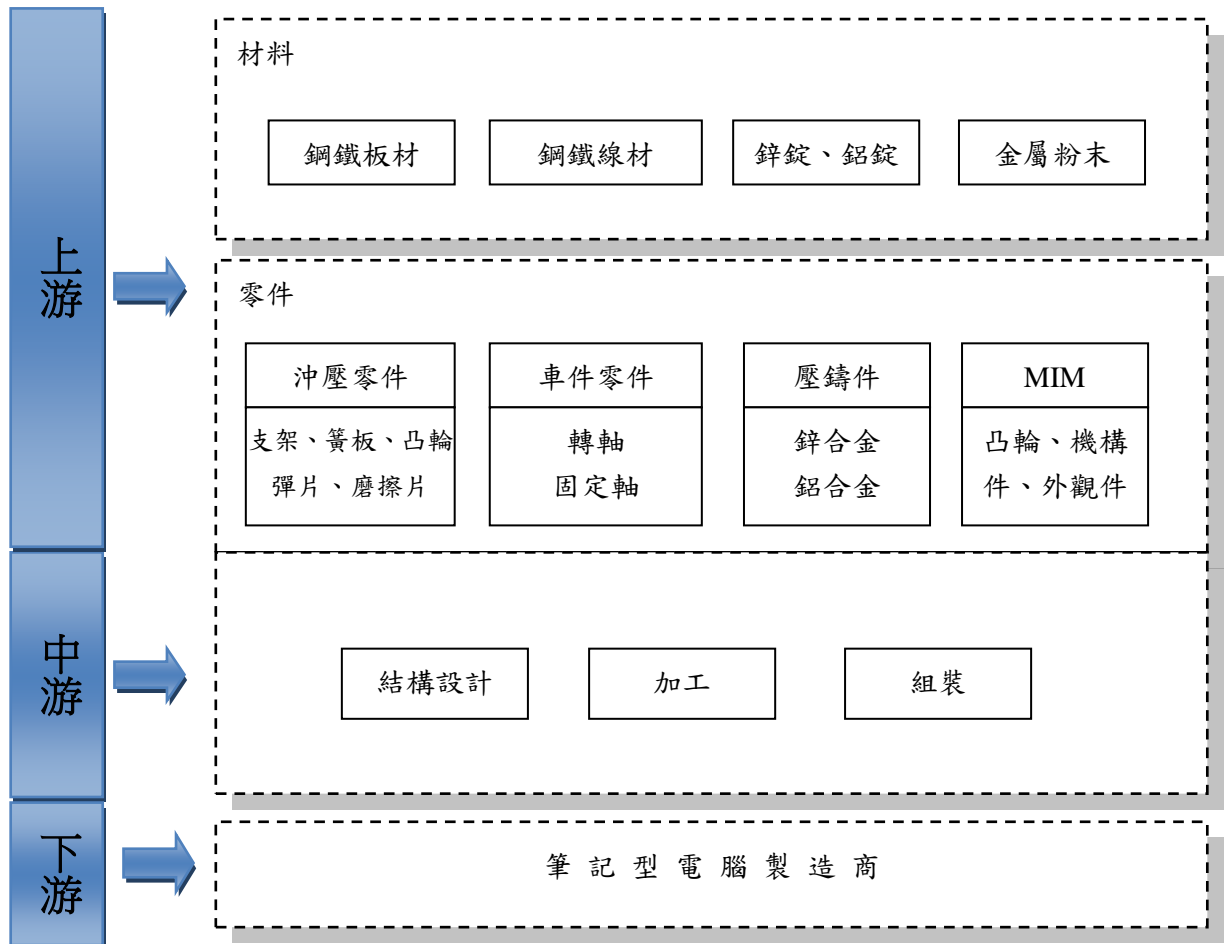 上游
材料
鋼鐵板材
鋼鐵線材
鋅錠、鋁錠
金屬粉末
零件
沖壓零件
支架、簧板、凸輪
彈片、磨擦片
車件零件
轉軸
固定軸
壓鑄件
鋅合金
鋁合金
MIM
凸輪、機構
件、外觀件
中游
結構設計
加工
組裝
下游
筆記型電腦製造商